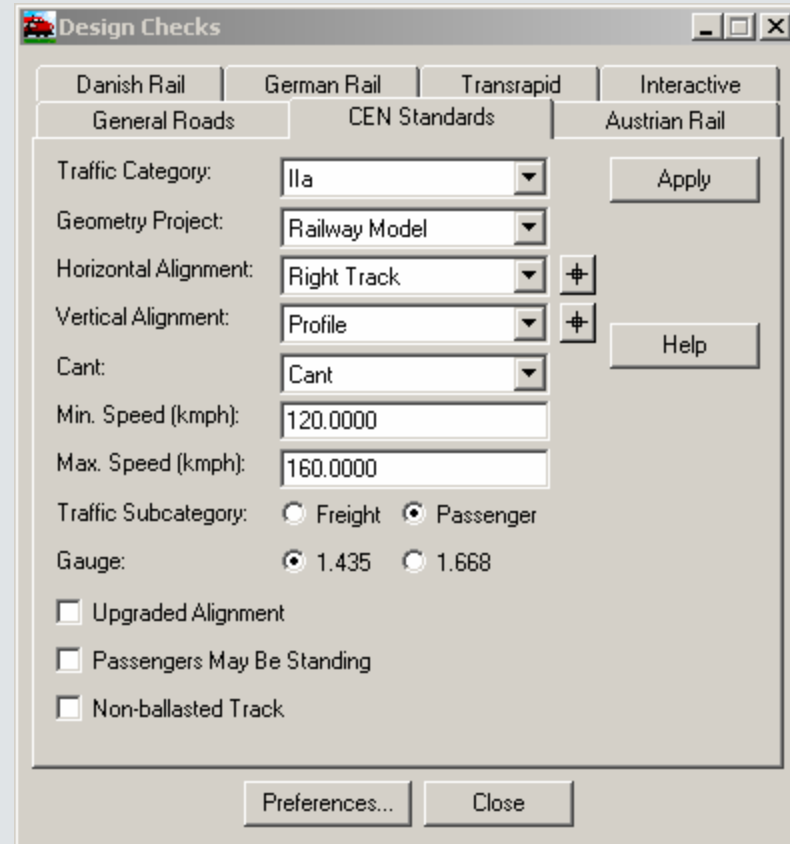 Design Checks
Danish Rail German Rail Transrapid Interactive
General Roads CEN Standards Austrian Rail
Traffic Category: IIa Apply
Geometry Project: Railway Model
Horizontal Alignment: Right Track
Vertical Alignment: Profile
Help
Cant: Cant
Min. Speed (kmph): 120.0000
Max. Speed (kmph): 160.0000
Traffic Subcategory: Freight Passenger
Gauge: 1.435 1.668
Upgraded Alignment
Passengers May Be Standing
Non-ballasted Track
Preferences... Close